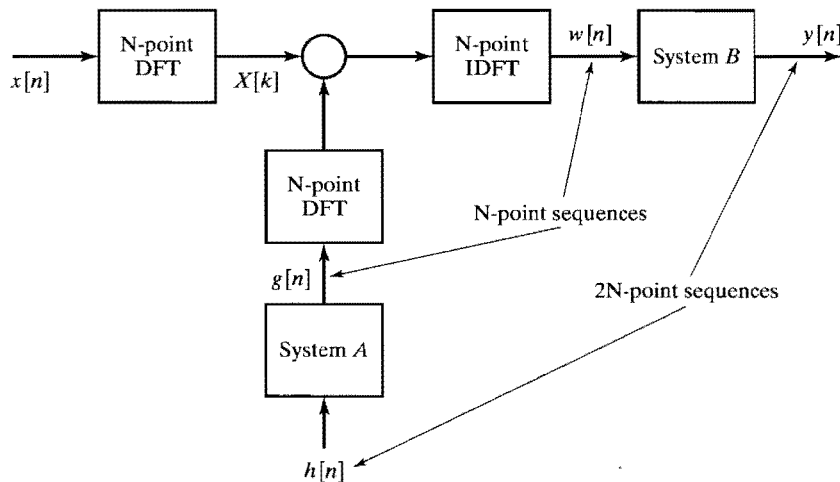 N-point
DFT
N-point
IDFT
w[n]
System B
y[n]
x[n]
X[k]
N-point
DFT
N-point sequences
g[n]
2N-point sequences
System A
h[n]